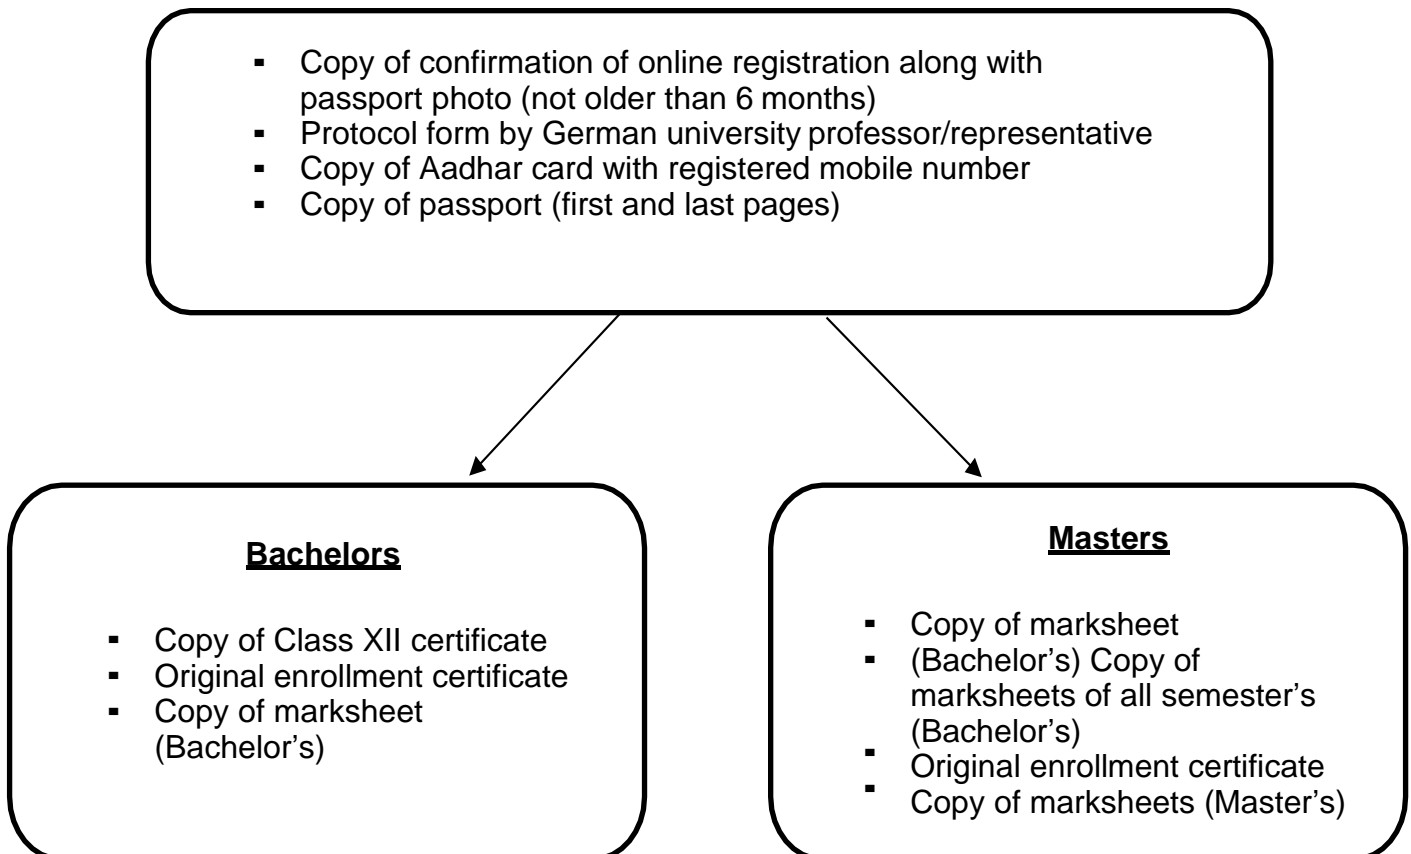 ▪ Copy of confirmation of online registration along with
passport photo (not older than 6 months)
▪ Protocol form by German university professor/representative
▪ Copy of Aadhar card with registered mobile number
▪ Copy of passport (first and last pages)
Bachelors
▪ Copy of Class XII certificate
▪ Original enrollment certificate
▪ Copy of marksheet
(Bachelor’s)
Masters
▪ Copy of marksheet
▪ (Bachelor’s) Copy of
marksheets of all semester’s
(Bachelor’s)
▪ Original enrollment certificate
▪ Copy of marksheets (Master’s)